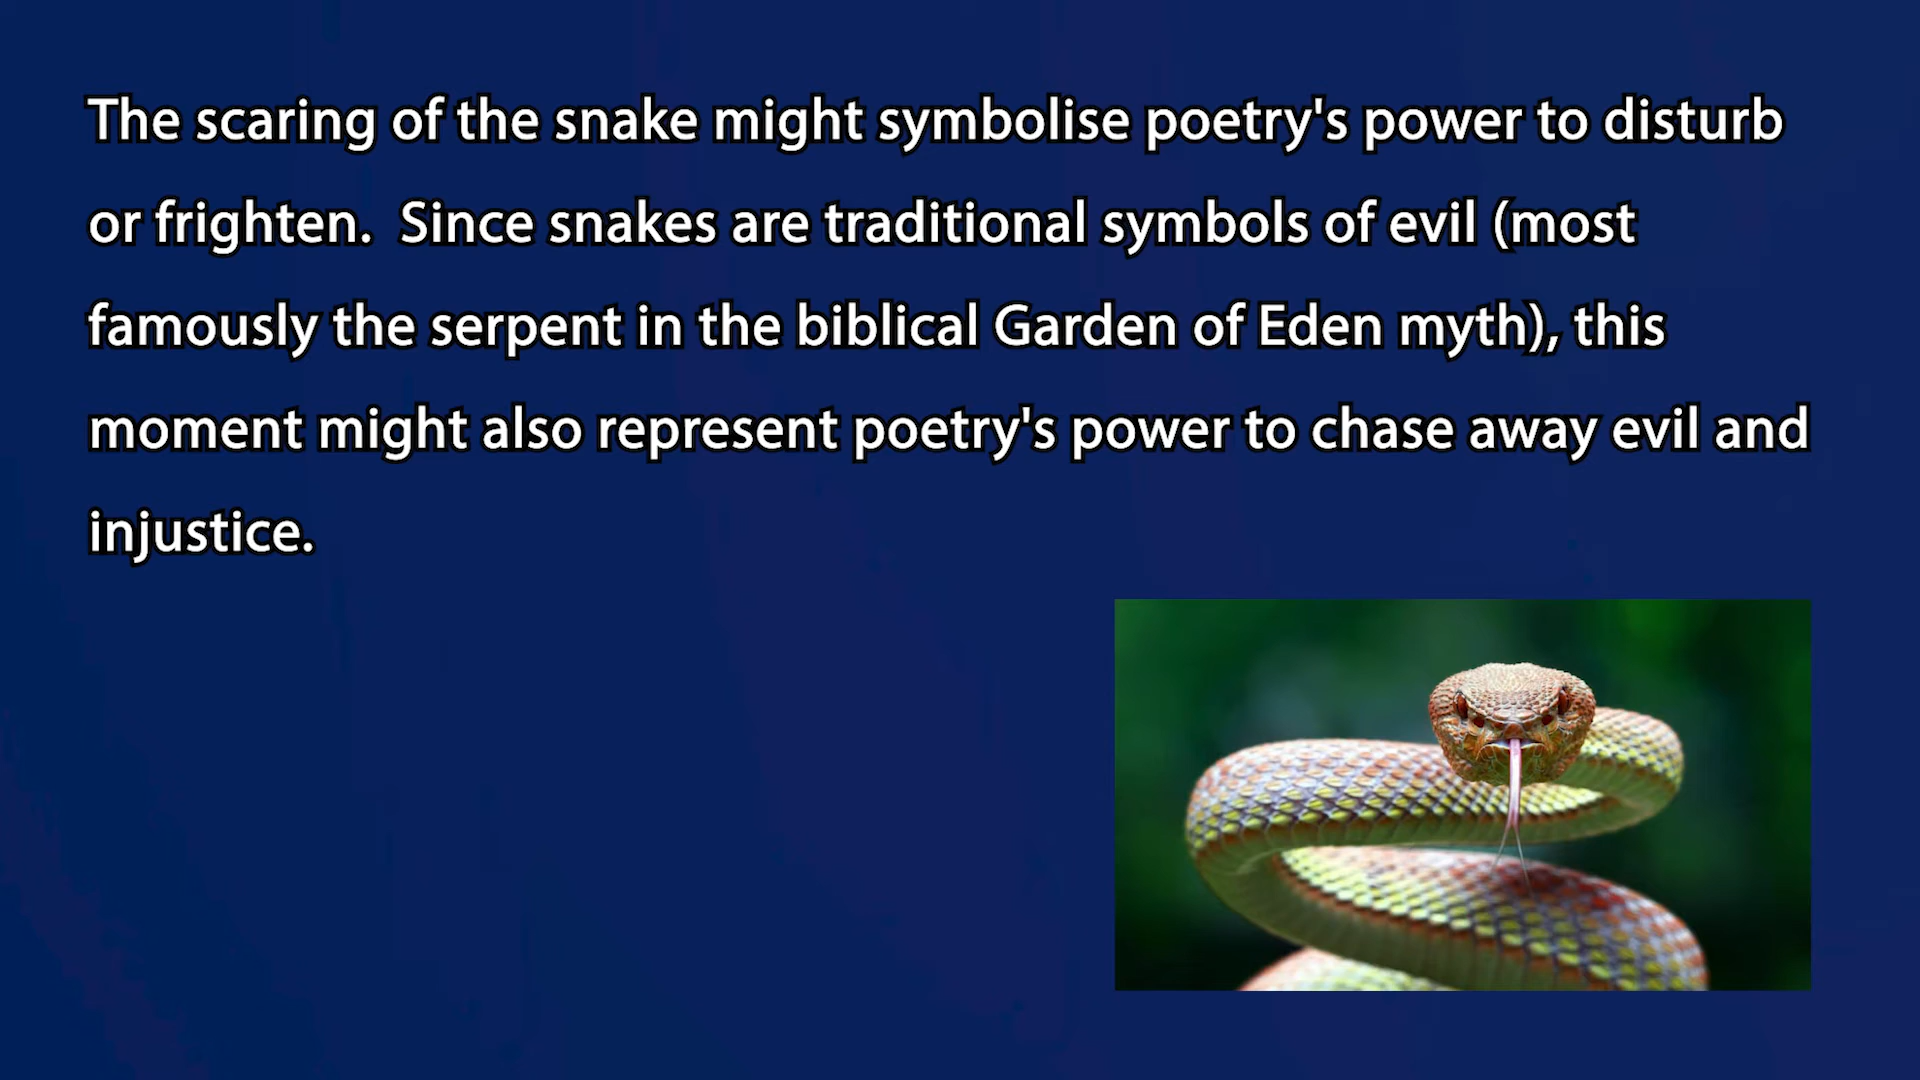 The scaring of the snake might symbolise poetry's power to disturb
or frighten.  Since snakes are traditional symbols of evil (most
famously the serpent in the biblical Garden of Eden myth), this
moment might also represent poetry's power to chase away evil and
injustice.